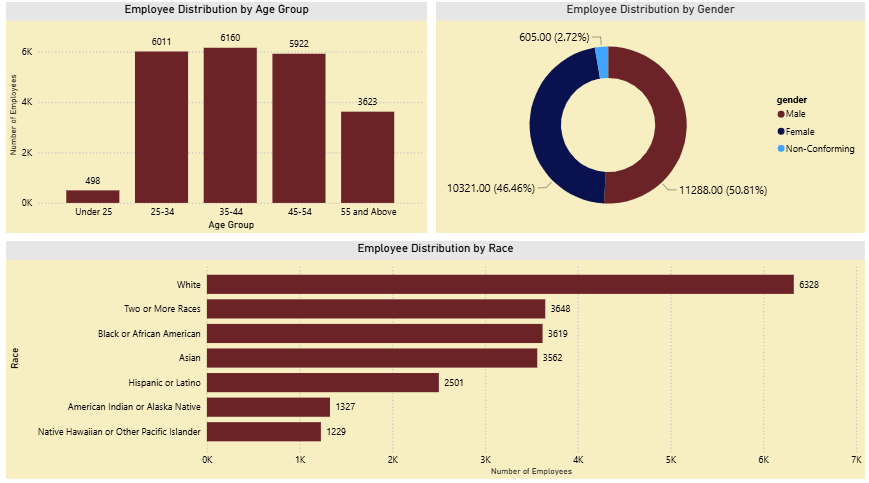 Employee Distribution by Age Group
Number of Employees
6K
4K
2K
0K
498
6011
6160
5922
3623
Under 25
25-34
35-44
45-54
55 and Above
Age Group
Employee Distribution by Gender
605.00 (2.72%)
10321.00 (46.46%)
11288.00 (50.81%)
gender
Male
Female
Non-Conforming
Employee Distribution by Race
Race
White 6328
Two or More Races 3648
Black or African American 3619
Asian 3562
Hispanic or Latino 2501
American Indian or Alaska Native 1327
Native Hawaiian or Other Pacific Islander 1229
0K 1K 2K 3K 4K 5K 6K 7K
Number of Employees